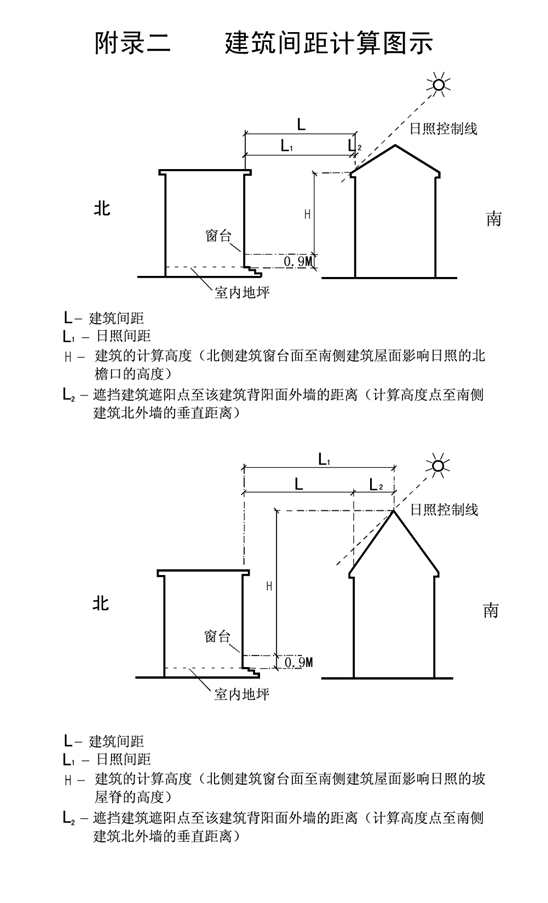 附录二 建筑间距计算图示
日照控制线
L
L₁ L₂
H
北
南
窗台
0.9M
室内地坪
L— 建筑间距
L₁— 日照间距
H — 建筑的计算高度（北侧建筑窗台面至南侧建筑屋面影响日照的北
檐口的高度）
L₂—遮挡建筑遮阳点至该建筑背阳面外墙的距离（计算高度点至南侧
建筑北外墙的垂直距离）
L₁
L L₂
日照控制线
H
北
南
窗台
0.9M
室内地坪
L— 建筑间距
L₁— 日照间距
H — 建筑的计算高度（北侧建筑窗台面至南侧建筑屋面影响日照的坡
屋脊的高度）
L₂—遮挡建筑遮阳点至该建筑背阳面外墙的距离（计算高度点至南侧
建筑北外墙的垂直距离）